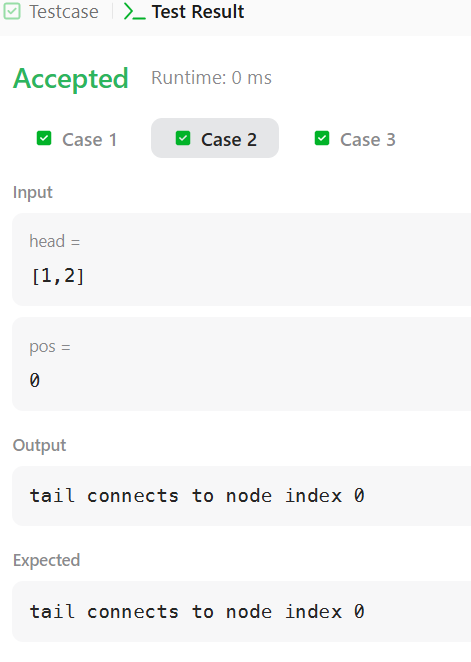 Testcase | >_ Test Result
Accepted Runtime: 0 ms
Case 1 Case 2 Case 3
Input
head =
[1,2]
pos =
0
Output
tail connects to node index 0
Expected
tail connects to node index 0